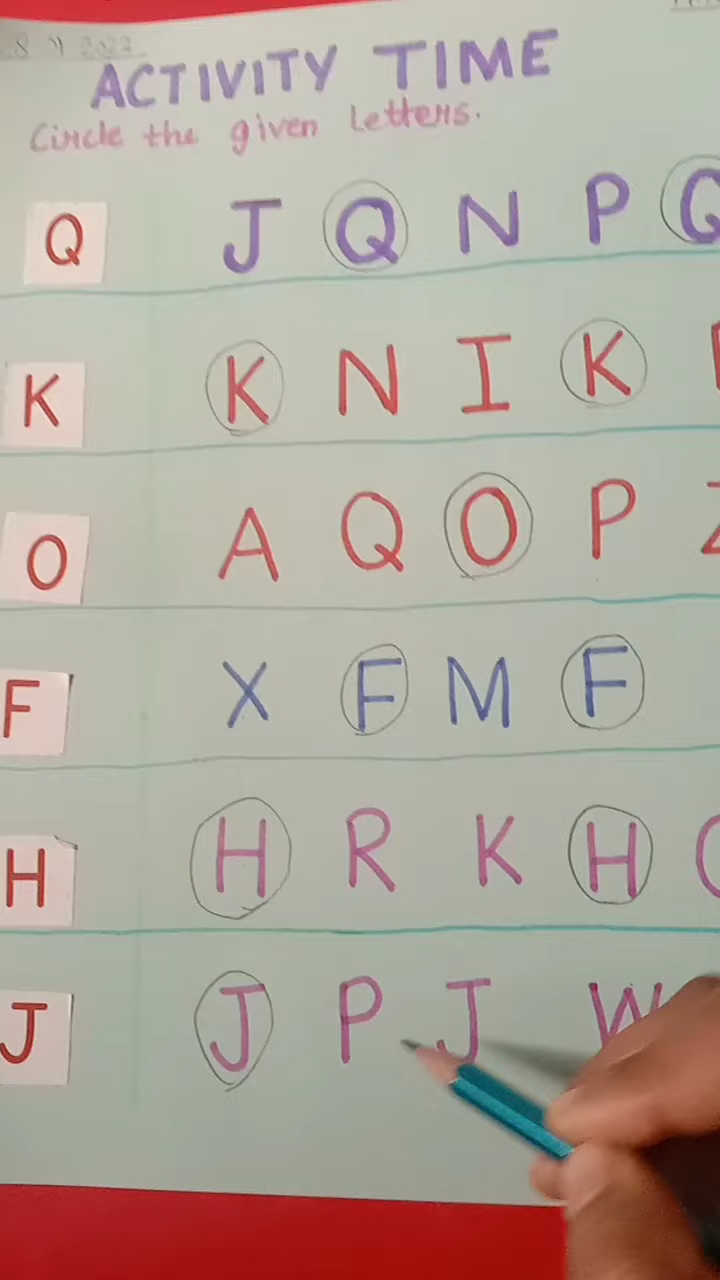 ACTIVITY TIME
Circle the given letters.
Q J Q N P Q
K K N I K
O A Q O P Z
F X F M F
H H R K H
J J P J W